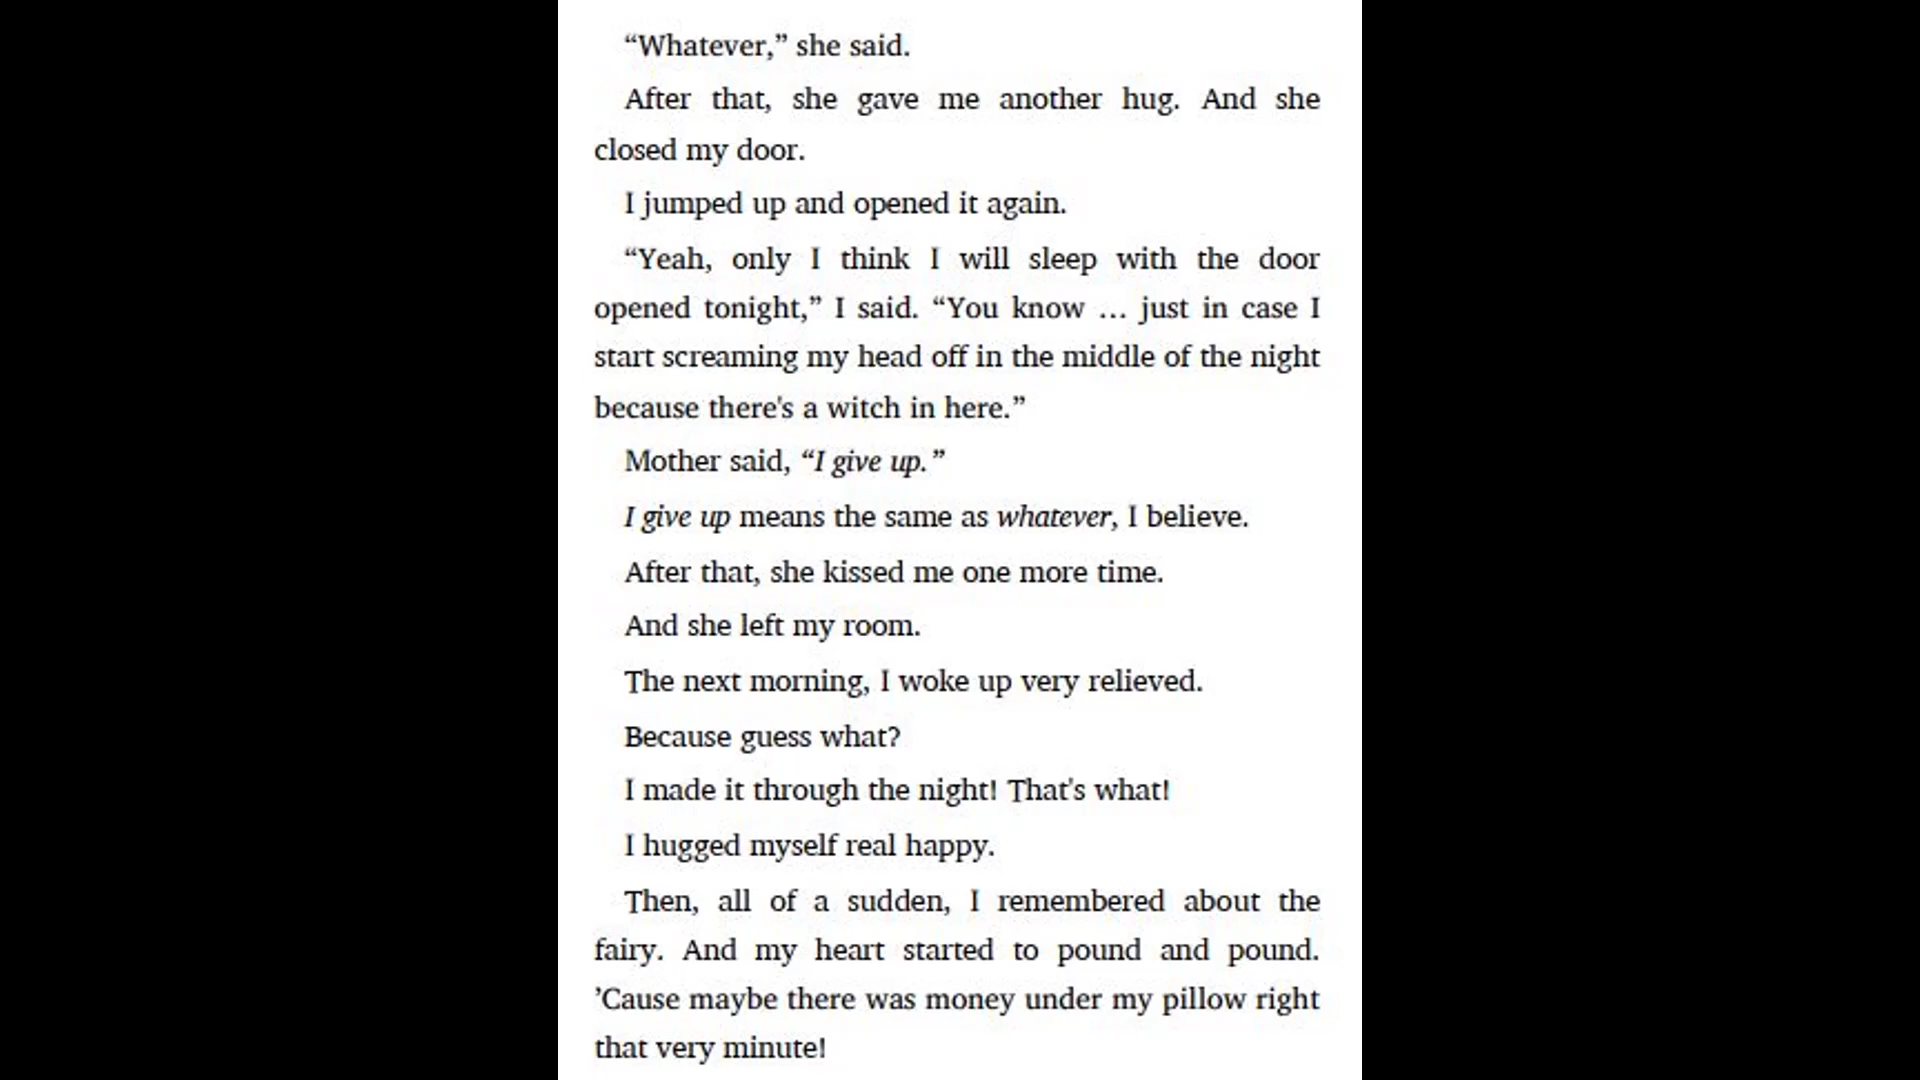 “Whatever,” she said.
After that, she gave me another hug. And she
closed my door.
I jumped up and opened it again.
“Yeah, only I think I will sleep with the door
opened tonight,” I said. “You know … just in case I
start screaming my head off in the middle of the night
because there's a witch in here.”
Mother said, “I give up.”
I give up means the same as whatever, I believe.
After that, she kissed me one more time.
And she left my room.
The next morning, I woke up very relieved.
Because guess what?
I made it through the night! That's what!
I hugged myself real happy.
Then, all of a sudden, I remembered about the
fairy. And my heart started to pound and pound.
’Cause maybe there was money under my pillow right
that very minute!